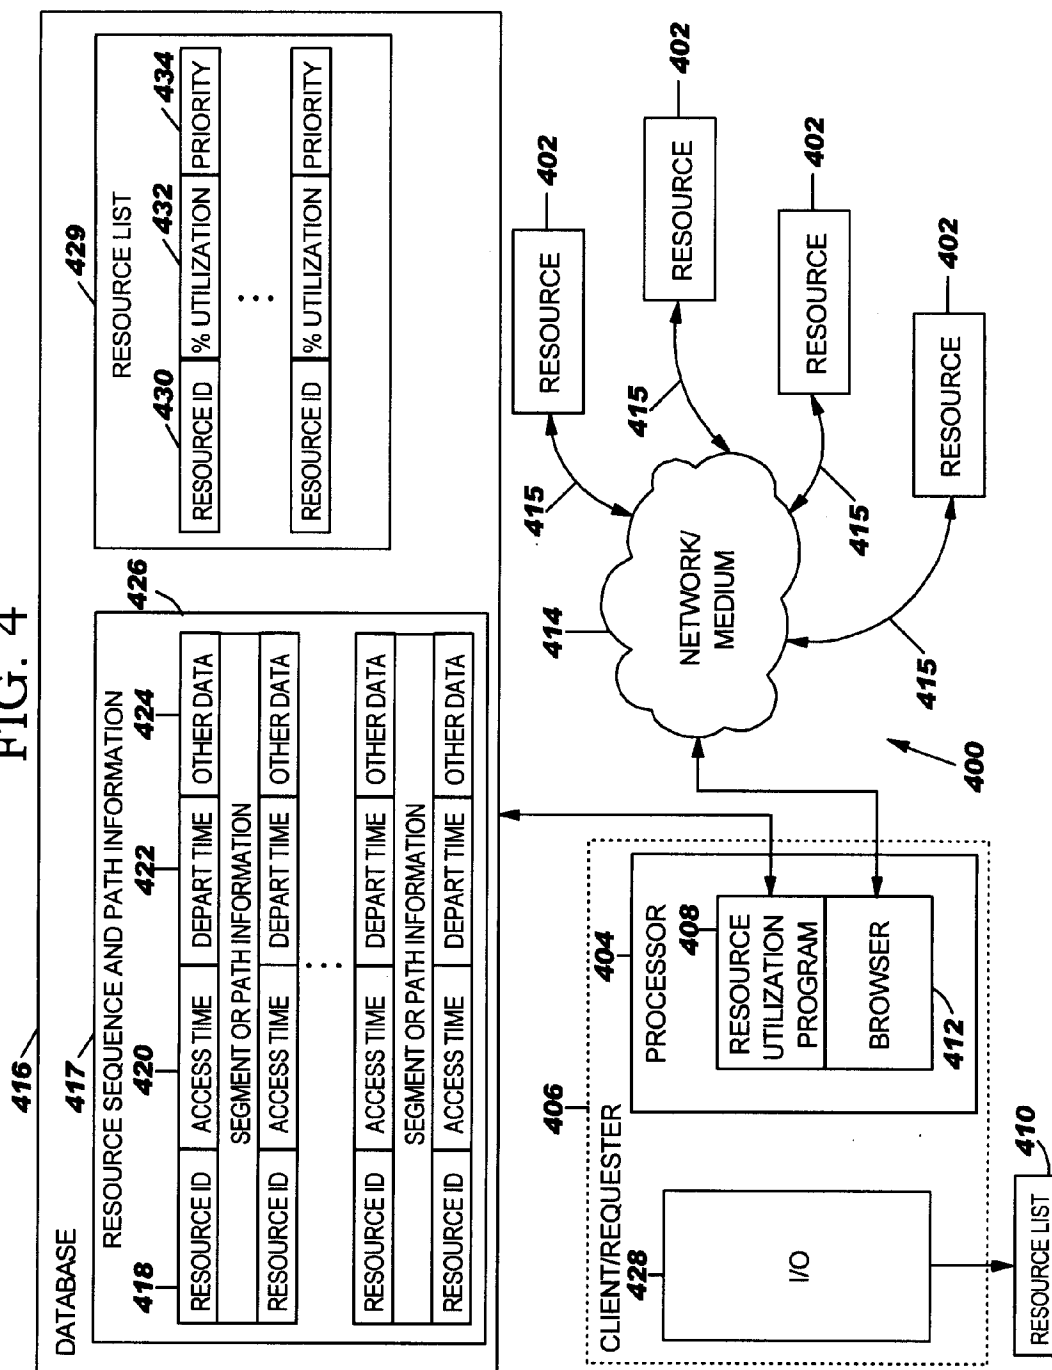 FIG. 4
416
DATABASE
417
RESOURCE SEQUENCE AND PATH INFORMATION
418
420
422
424
426
RESOURCE ID ACCESS TIME DEPART TIME OTHER DATA
SEGMENT OR PATH INFORMATION
RESOURCE ID ACCESS TIME DEPART TIME OTHER DATA
...
RESOURCE ID ACCESS TIME DEPART TIME OTHER DATA
SEGMENT OR PATH INFORMATION
RESOURCE ID ACCESS TIME DEPART TIME OTHER DATA
429
RESOURCE LIST
430
432
434
RESOURCE ID % UTILIZATION PRIORITY
...
RESOURCE ID % UTILIZATION PRIORITY
406
CLIENT/REQUESTER
428
I/O
404
PROCESSOR
408
RESOURCE
UTILIZATION
PROGRAM
BROWSER
412
RESOURCE LIST
410
414
NETWORK/
MEDIUM
415
415
415
415
RESOURCE
402
RESOURCE
402
RESOURCE
402
RESOURCE
402
400